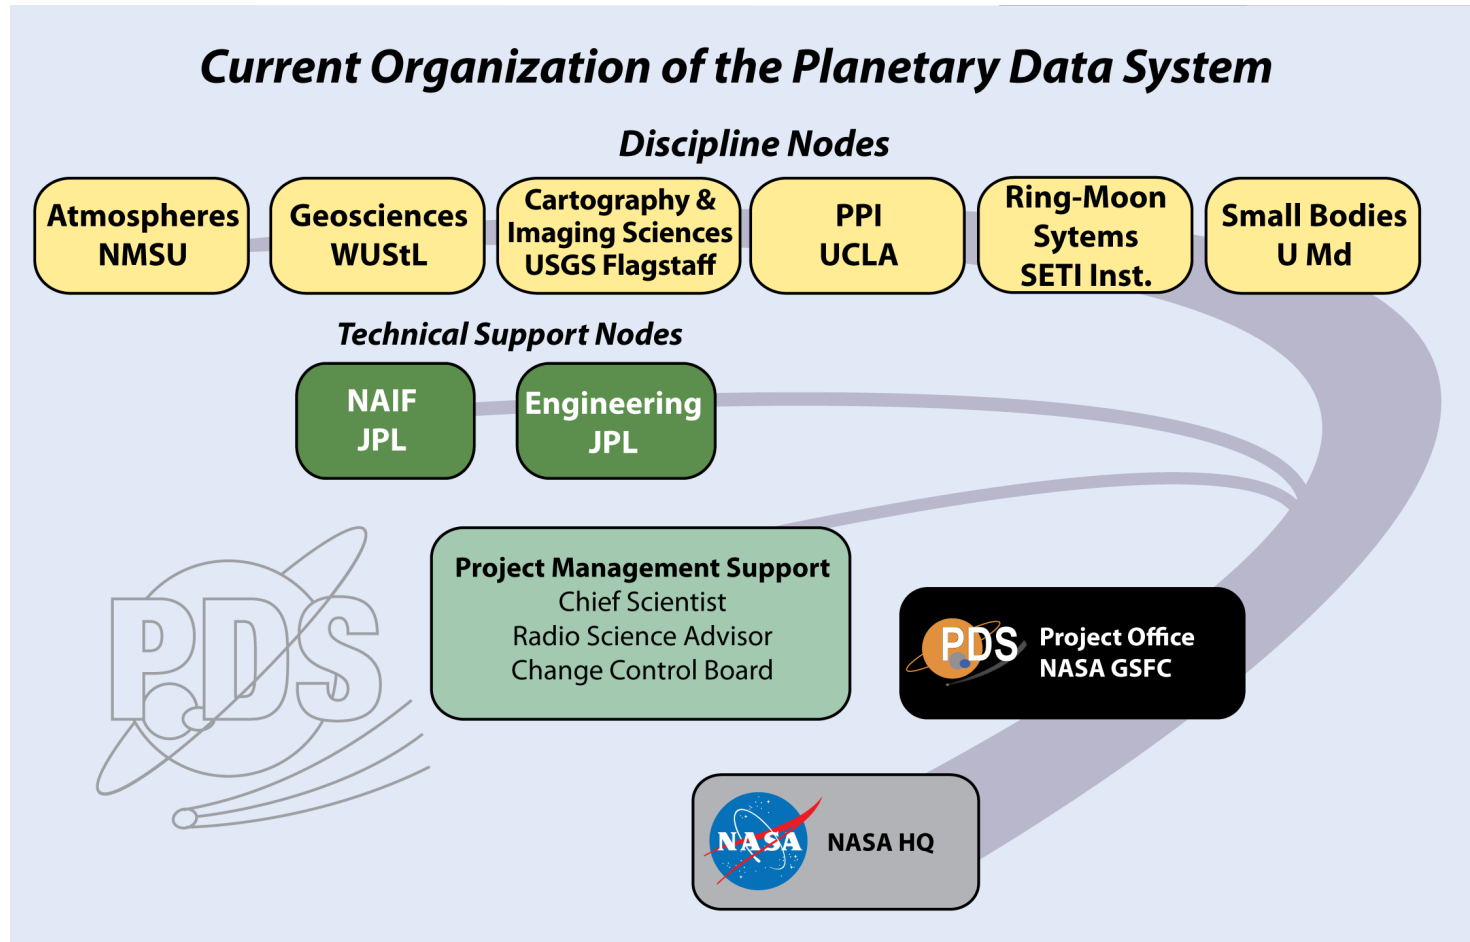 Current Organization of the Planetary Data System
Discipline Nodes
Atmospheres
NMSU
Geosciences
WUStL
Cartography &
Imaging Sciences
USGS Flagstaff
PPI
UCLA
Ring-Moon
Sytems
SETI Inst.
Small Bodies
U Md
Technical Support Nodes
NAIF
JPL
Engineering
JPL
Project Management Support
Chief Scientist
Radio Science Advisor
Change Control Board
PDS
PDS
Project Office
NASA GSFC
NASA
NASA HQ